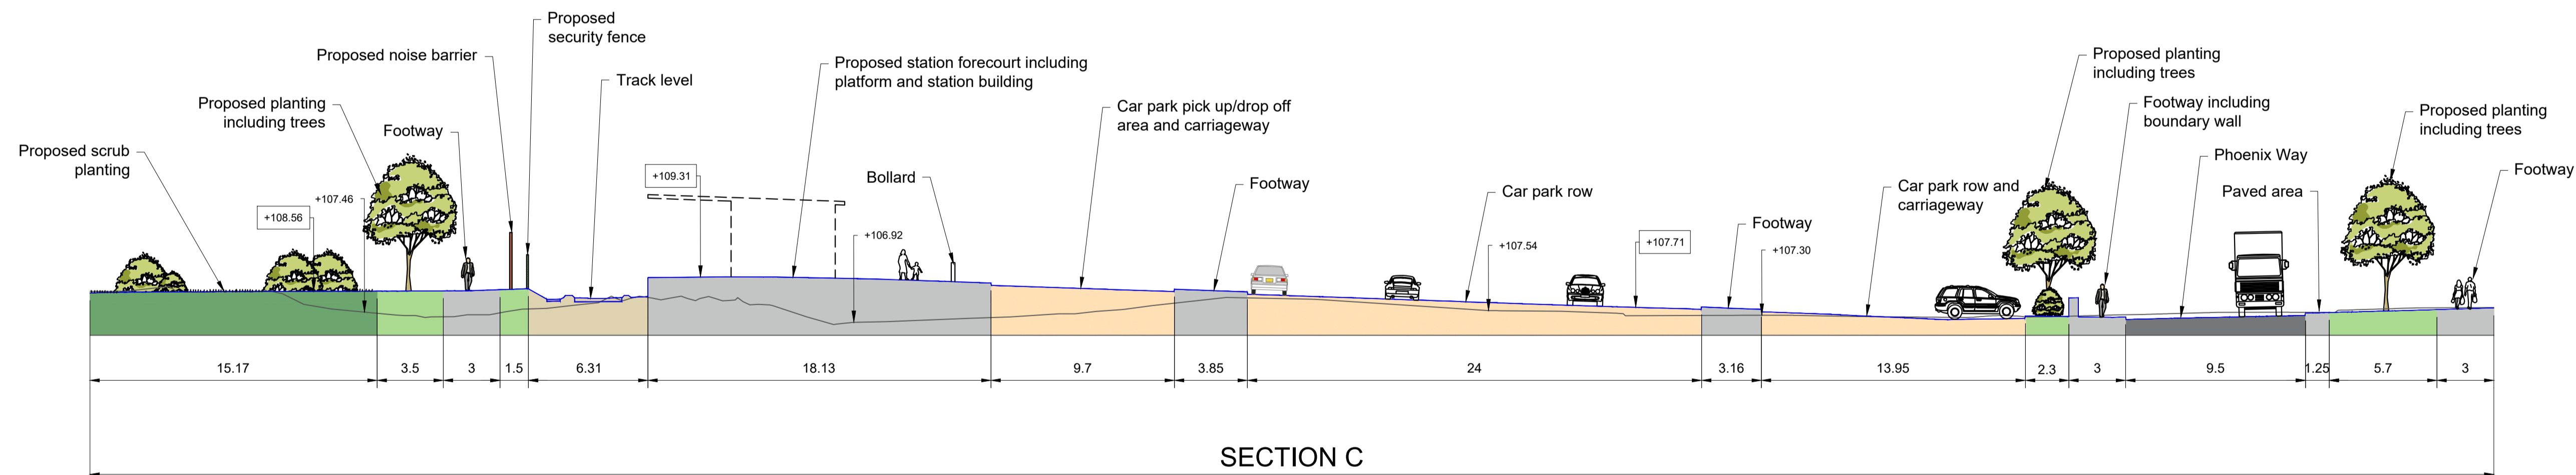 Proposed
security fence
Proposed noise barrier
Track level
Proposed station forecourt including
platform and station building
Proposed planting
including trees
Footway
Proposed scrub
planting
+107.46
+108.56
+109.31
Bollard
+106.92
Car park pick up/drop off
area and carriageway
Footway
Car park row
+107.54
+107.71
Footway
+107.30
Car park row and
carriageway
Proposed planting
including trees
Footway including
boundary wall
Phoenix Way
Paved area
Proposed planting
including trees
Footway
15.17
3.5
3
1.5
6.31
18.13
9.7
3.85
24
3.16
13.95
2.3
3
9.5
1.25
5.7
3
SECTION C